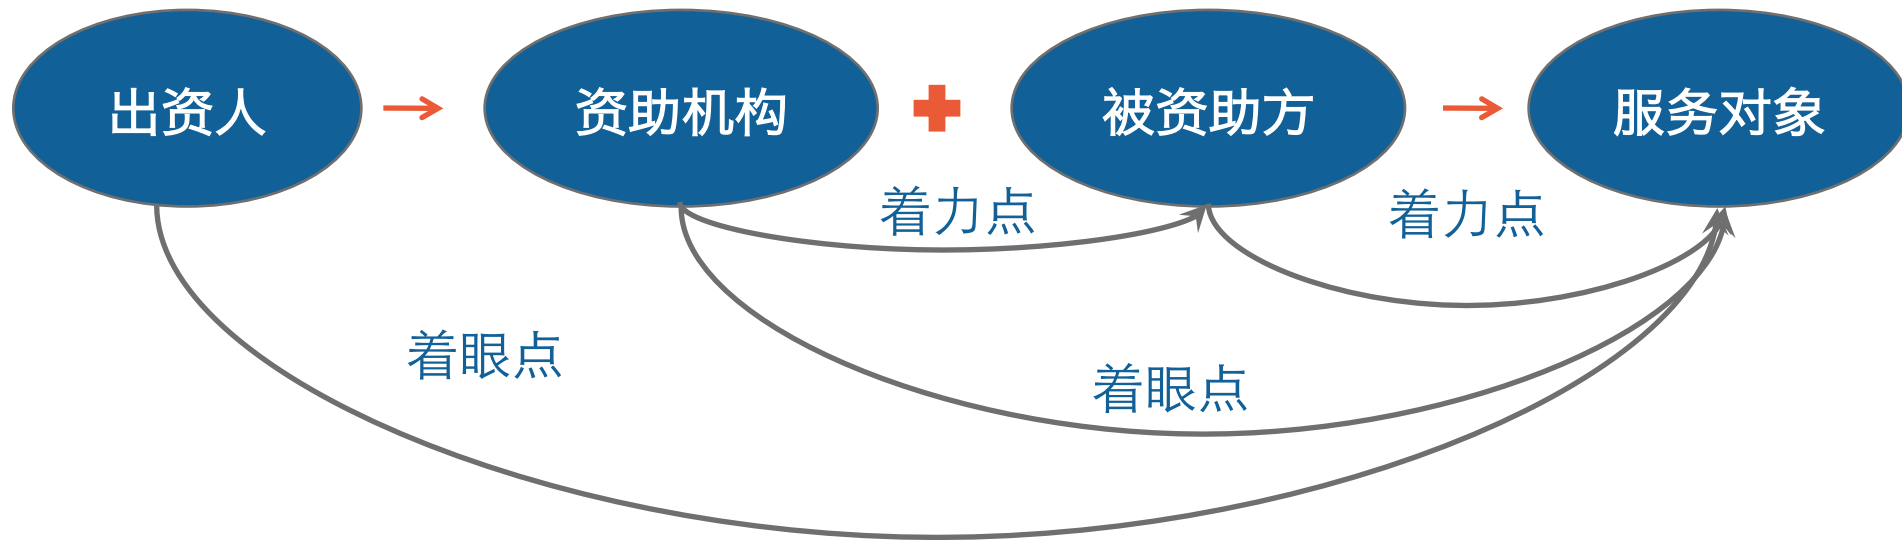 出资人
资助机构
被资助方
服务对象
着力点
着力点
着眼点
着眼点